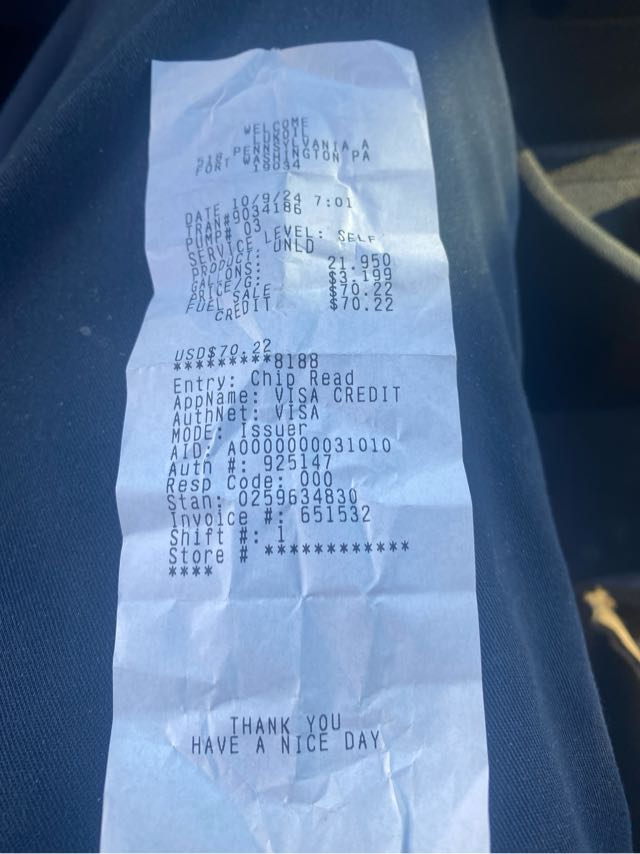 WELCOME
LUKOIL
PENNSYLVANIA A
FORT WASHINGTON PA
19034
DATE 10/9/24 7:01
TRAN#9034186
PUMP# 03
SERVICE LEVEL: SELF
PRODUCT: UNLD
GALLONS: 21.950
PRICE/G: $3.199
FUEL SALE $70.22
CREDIT $70.22
USD$70.22
*********8188
Entry: Chip Read
AppName: VISA CREDIT
AuthNet: VISA
MODE: Issuer
AID: A0000000031010
Auth #: 925147
Resp Code: 000
Stan: 0259634830
Invoice #: 651532
Shift #: 1
Store # ************
****
THANK YOU
HAVE A NICE DAY